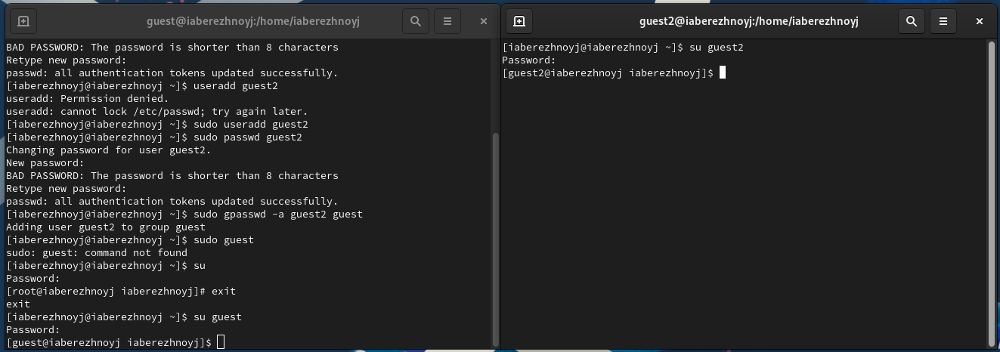 guest@iaberezhnoyj:/home/iaberezhnoyj
BAD PASSWORD: The password is shorter than 8 characters
Retype new password:
passwd: all authentication tokens updated successfully.
[iaberezhnoyj@iaberezhnoyj ~]$ useradd guest2
useradd: Permission denied.
useradd: cannot lock /etc/passwd; try again later.
[iaberezhnoyj@iaberezhnoyj ~]$ sudo useradd guest2
[iaberezhnoyj@iaberezhnoyj ~]$ sudo passwd guest2
Changing password for user guest2.
New password:
BAD PASSWORD: The password is shorter than 8 characters
Retype new password:
passwd: all authentication tokens updated successfully.
[iaberezhnoyj@iaberezhnoyj ~]$ sudo gpasswd -a guest2 guest
Adding user guest2 to group guest
[iaberezhnoyj@iaberezhnoyj ~]$ sudo guest
sudo: guest: command not found
[iaberezhnoyj@iaberezhnoyj ~]$ su
Password:
[root@iaberezhnoyj iaberezhnoyj]# exit
exit
[iaberezhnoyj@iaberezhnoyj ~]$ su guest
Password:
[guest@iaberezhnoyj iaberezhnoyj]$
guest2@iaberezhnoyj:/home/iaberezhnoyj
[iaberezhnoyj@iaberezhnoyj ~]$ su guest2
Password:
[guest2@iaberezhnoyj iaberezhnoyj]$